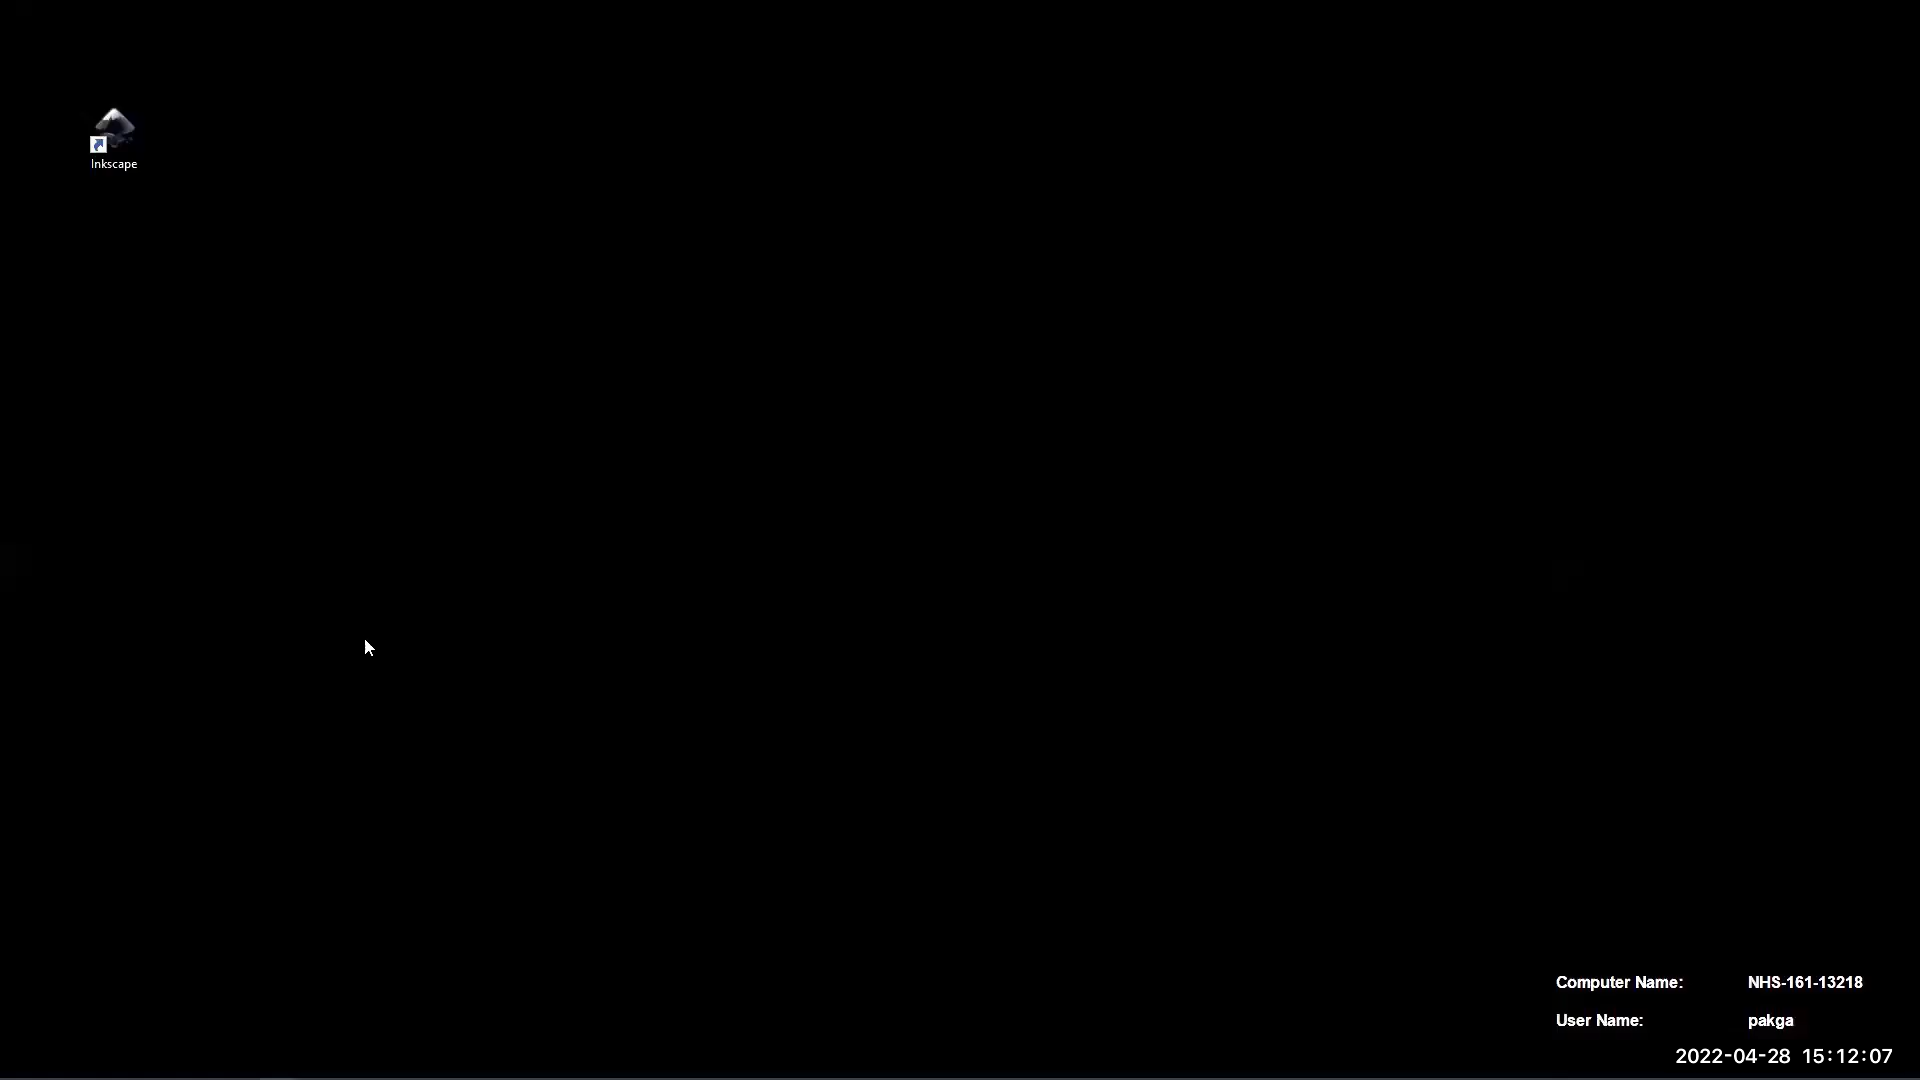 Inkscape
Computer Name: NHS-161-13218
User Name: pakga
2022-04-28 15:12:07